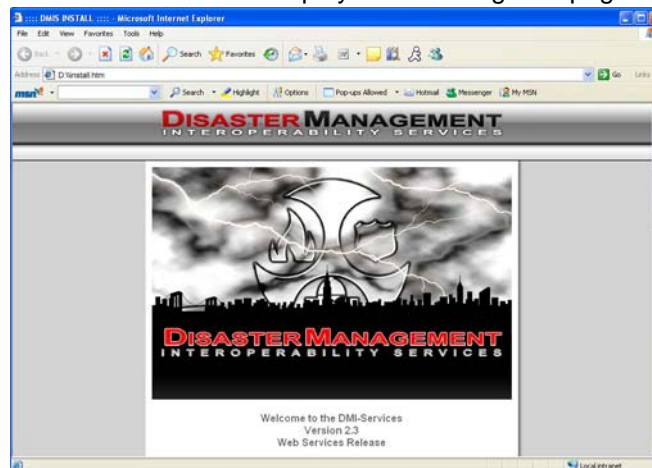 :::: DMIS INSTALL :::: - Microsoft Internet Explorer
File Edit View Favorites Tools Help
Back Search Favorites
Address D:\install.htm Go Links
msn Search Highlight Options Pop-ups Allowed Hotmail Messenger My MSN
DISASTER MANAGEMENT
INTEROPERABILITY SERVICES
DISASTER MANAGEMENT
INTEROPERABILITY SERVICES
Welcome to the DMI-Services
Version 2.3
Web Services Release
Local intranet